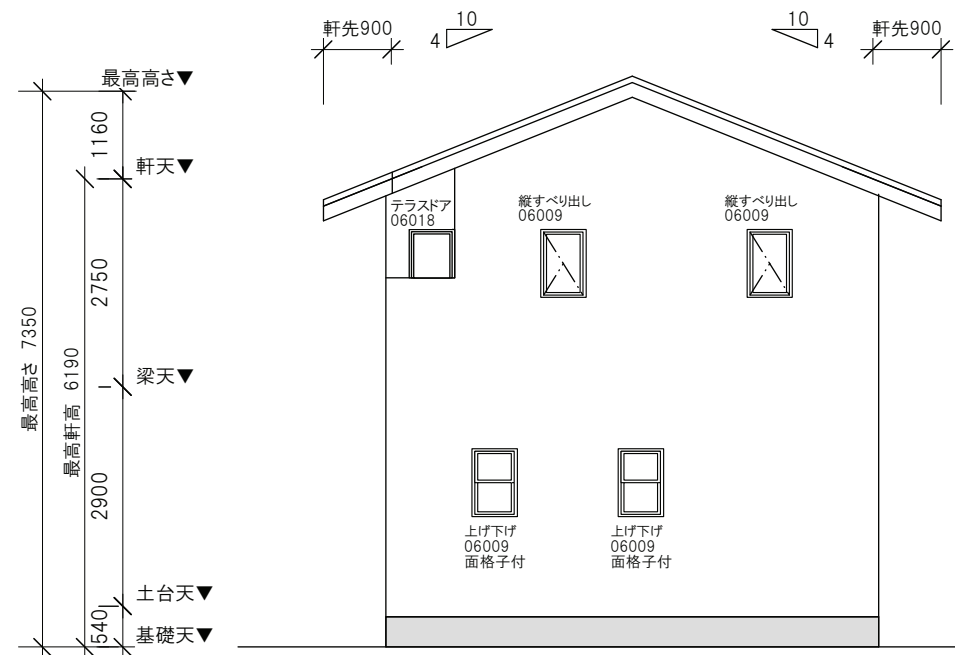 軒先900
10
4
10
4
軒先900
最高高さ▼
1160
軒天▼
テラスドア
06018
縦すべり出し
06009
縦すべり出し
06009
2750
最高高さ 7350
最高軒高 6190
梁天▼
2900
上げ下げ
06009
面格子付
上げ下げ
06009
面格子付
土台天▼
540
基礎天▼